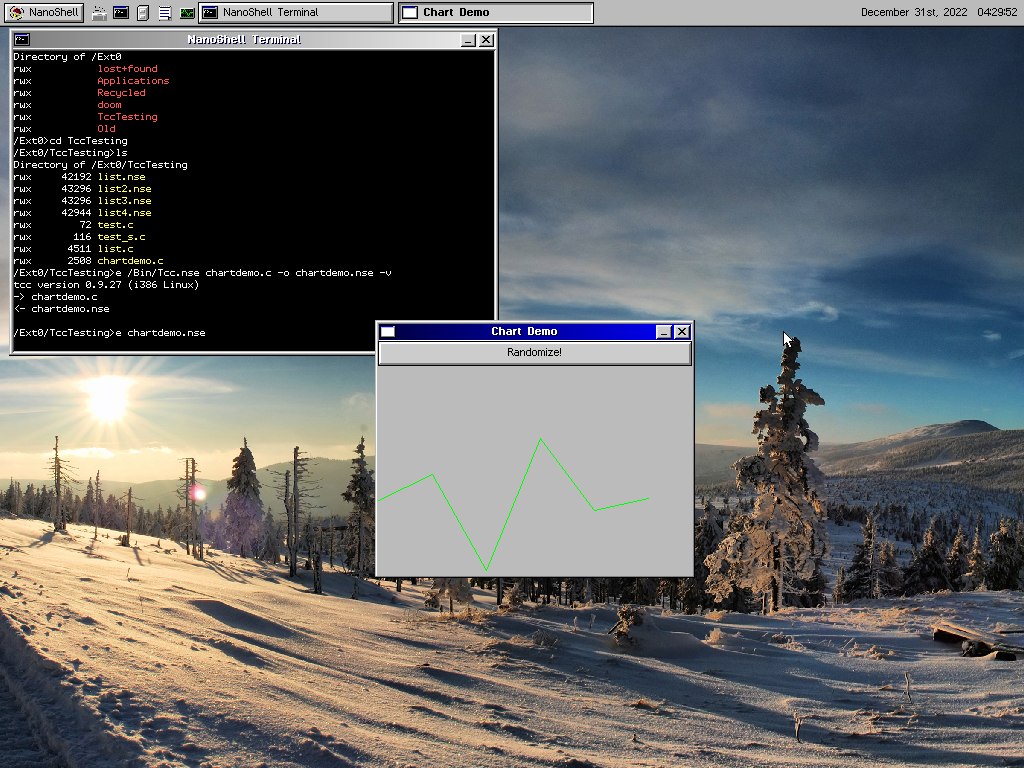 NanoShell
NanoShell Terminal
Chart Demo
December 31st, 2022 04:29:52
NanoShell Terminal
Directory of /Ext0
rwx lost+found
rwx Applications
rwx Recycled
rwx doom
rwx TccTesting
rwx Old
/Ext0>cd TccTesting
/Ext0/TccTesting>ls
Directory of /Ext0/TccTesting
rwx 42192 list.nse
rwx 43296 list2.nse
rwx 43296 list3.nse
rwx 42944 list4.nse
rwx 72 test.c
rwx 116 test_s.c
rwx 4511 list.c
rwx 2508 chartdemo.c
/Ext0/TccTesting>e /Bin/Tcc.nse chartdemo.c -o chartdemo.nse -v
tcc version 0.9.27 (i386 Linux)
-> chartdemo.c
<- chartdemo.nse
/Ext0/TccTesting>e chartdemo.nse
Chart Demo
Randomize!